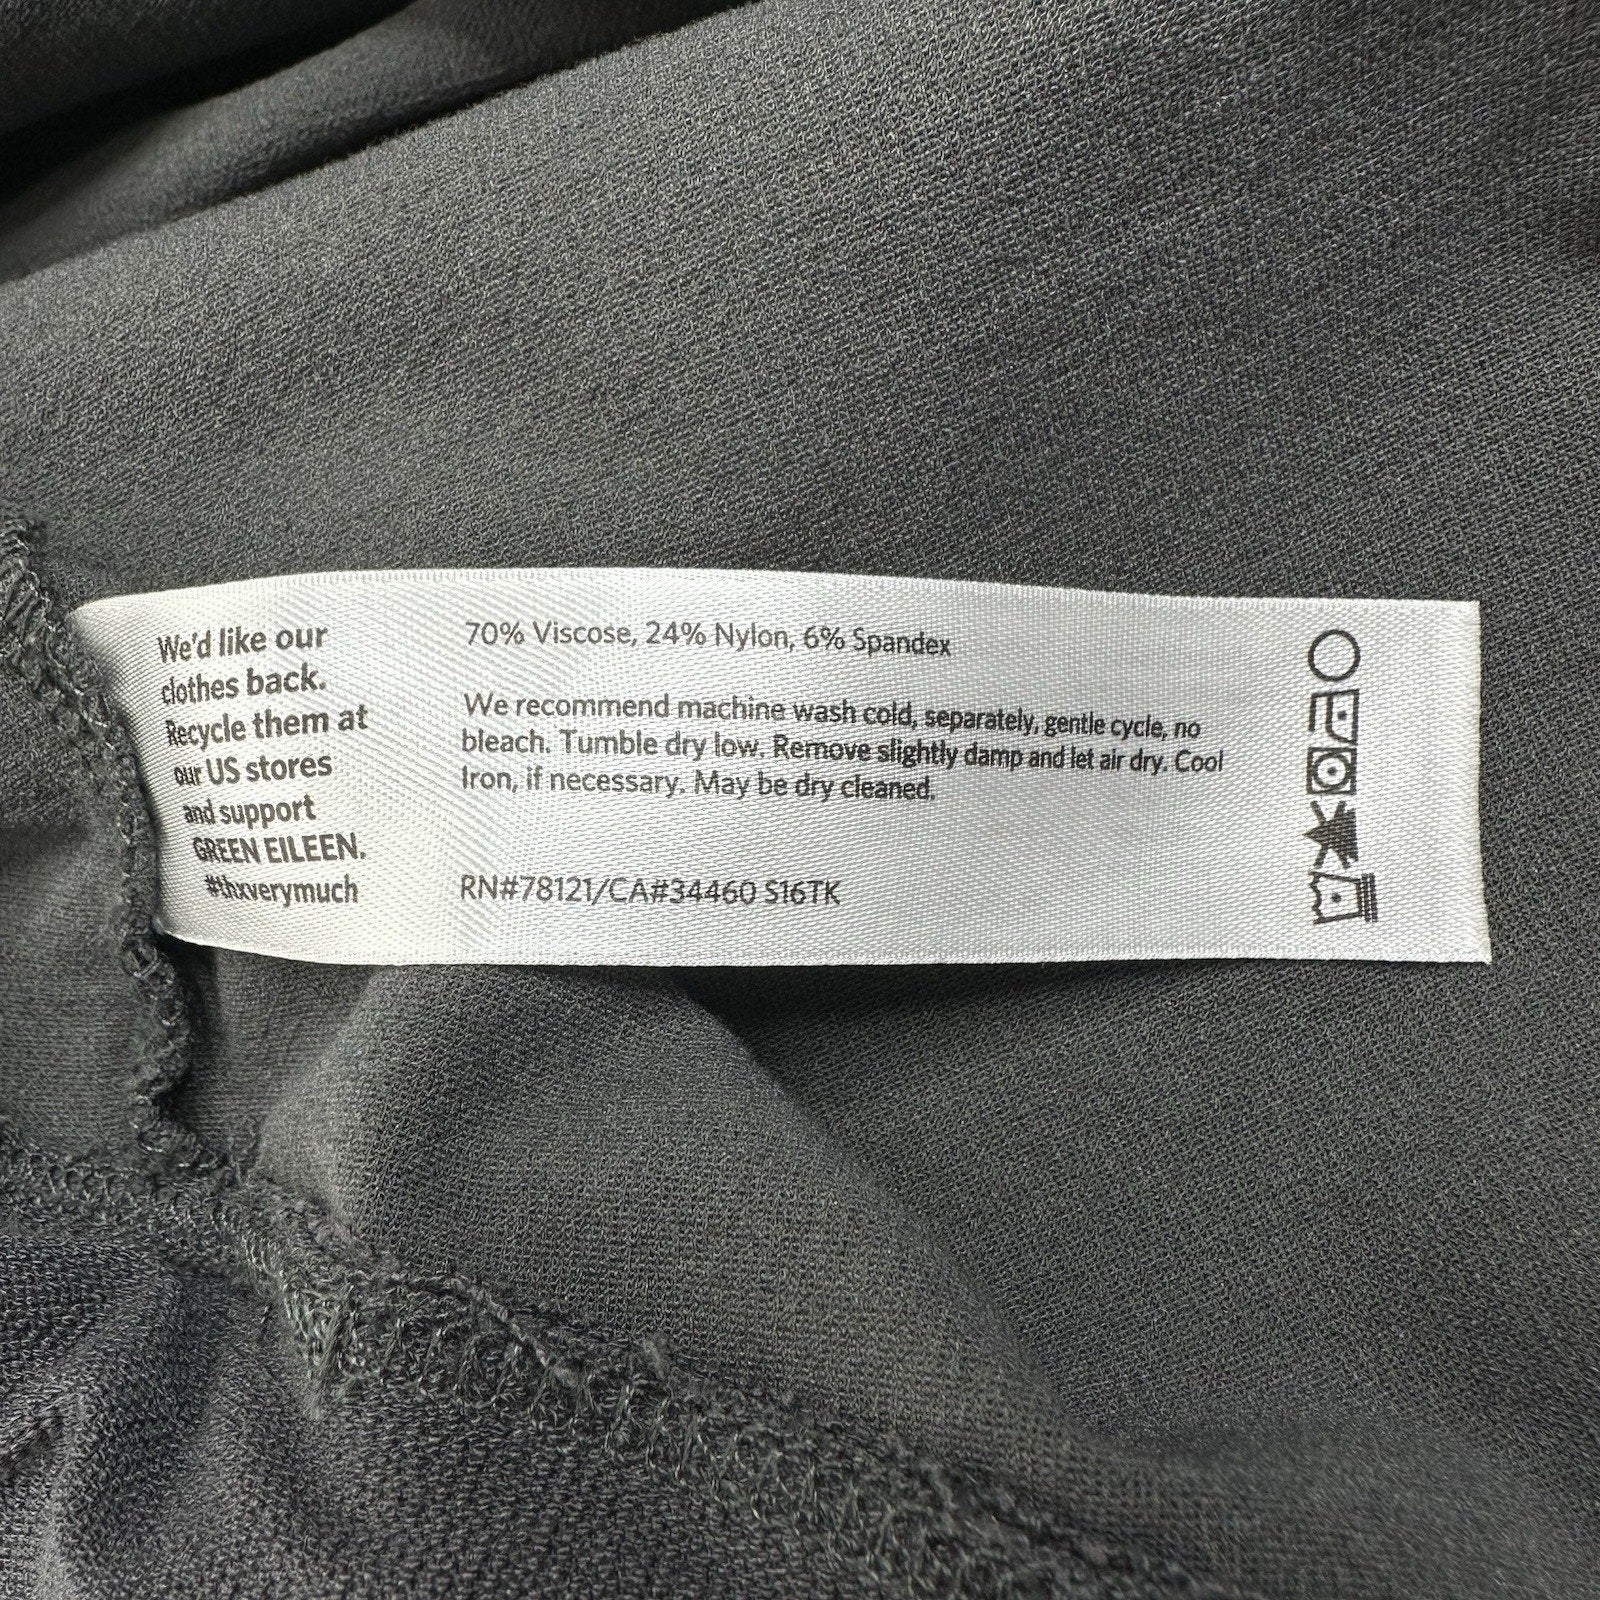 We'd like our
clothes back.
Recycle them at
our US stores
and support
GREEN EILEEN.
#thxverymuch
70% Viscose, 24% Nylon, 6% Spandex
We recommend machine wash cold, separately, gentle cycle, no
bleach. Tumble dry low. Remove slightly damp and let air dry. Cool
Iron, if necessary. May be dry cleaned.
RN#78121/CA#34460 S16TK